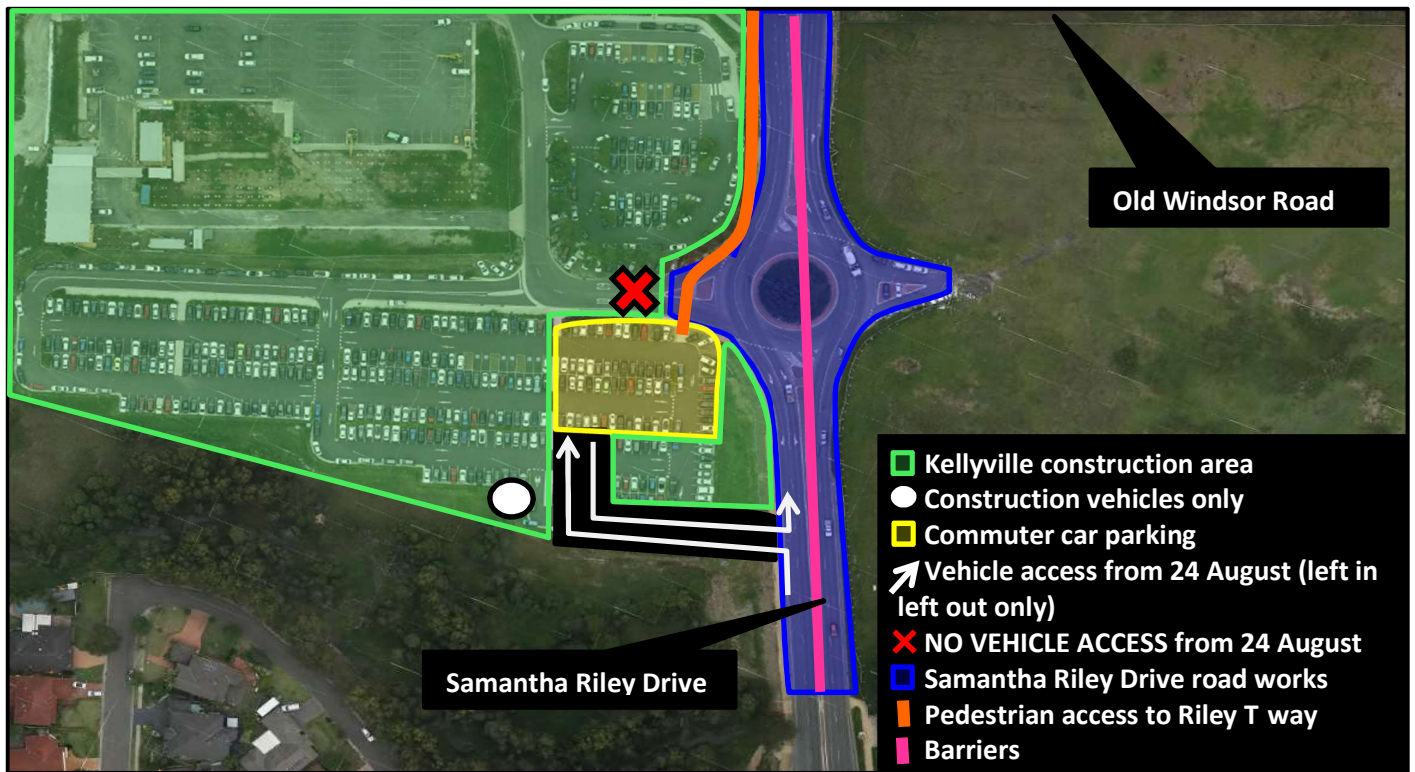 Old Windsor Road
Kellyville construction area
Construction vehicles only
Commuter car parking
Vehicle access from 24 August (left in
left out only)
NO VEHICLE ACCESS from 24 August
Samantha Riley Drive road works
Pedestrian access to Riley T way
Barriers
Samantha Riley Drive